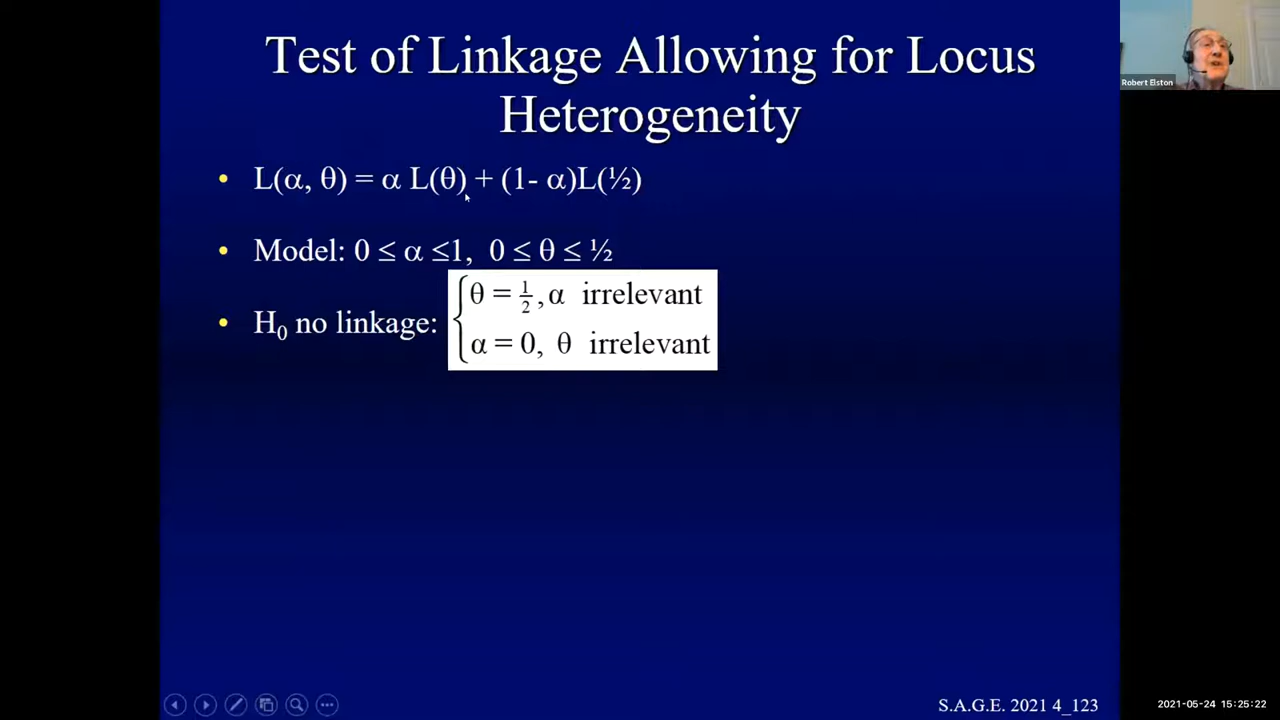 Test of Linkage Allowing for Locus
Heterogeneity
• L(α, θ) = α L(θ) + (1- α)L(½)
• Model: 0 ≤ α ≤1, 0 ≤ θ ≤ ½
θ = 1/2, α irrelevant
• H₀ no linkage:
α = 0, θ irrelevant
Robert Elston
S.A.G.E. 2021 4_123
2021-05-24 15:25:22